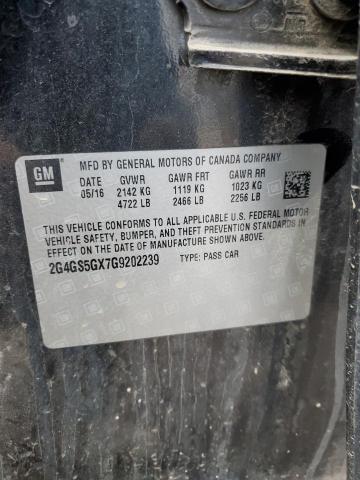 GM
MFD BY GENERAL MOTORS OF CANADA COMPANY
DATE GVWR GAWR FRT GAWR RR
05/16 2142 KG 1119 KG 1023 KG
4722 LB 2466 LB 2256 LB
THIS VEHICLE CONFORMS TO ALL APPLICABLE U.S. FEDERAL MOTOR
VEHICLE SAFETY, BUMPER, AND THEFT PREVENTION STANDARDS IN
EFFECT ON THE DATE OF MANUFACTURE SHOWN ABOVE.
2G4GS5GX7G9202239 TYPE: PASS CAR